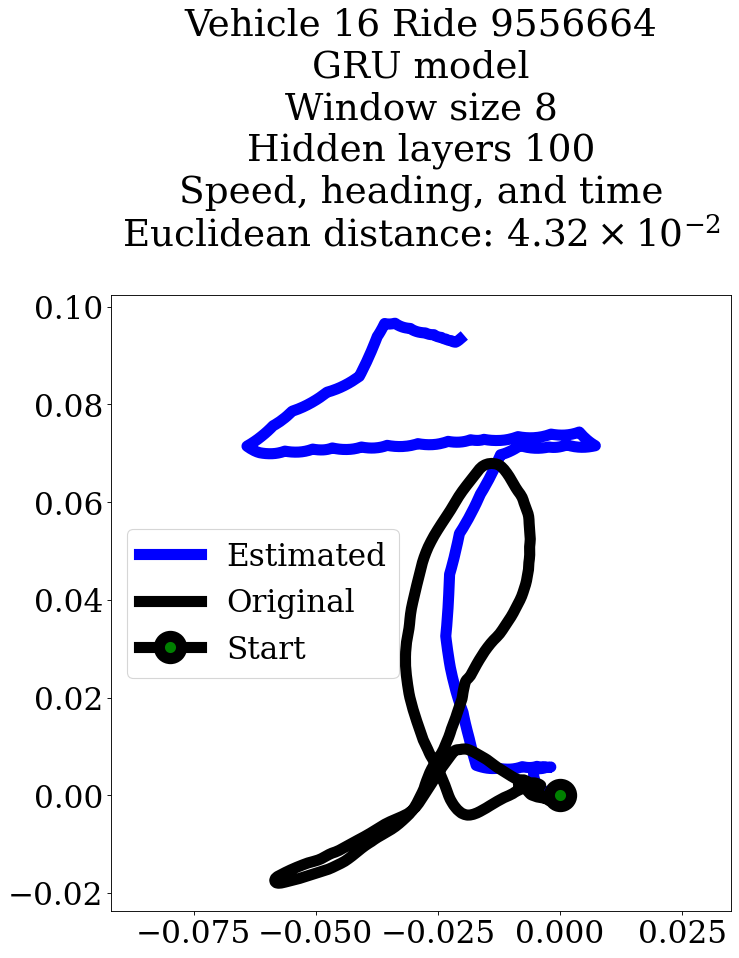 Vehicle 16 Ride 9556664
GRU model
Window size 8
Hidden layers 100
Speed, heading, and time
Euclidean distance: 4.32 × 10⁻²
0.10
0.08
0.06
0.04
0.02
0.00
−0.02
Estimated
Original
Start
−0.075 −0.050 −0.025 0.000 0.025